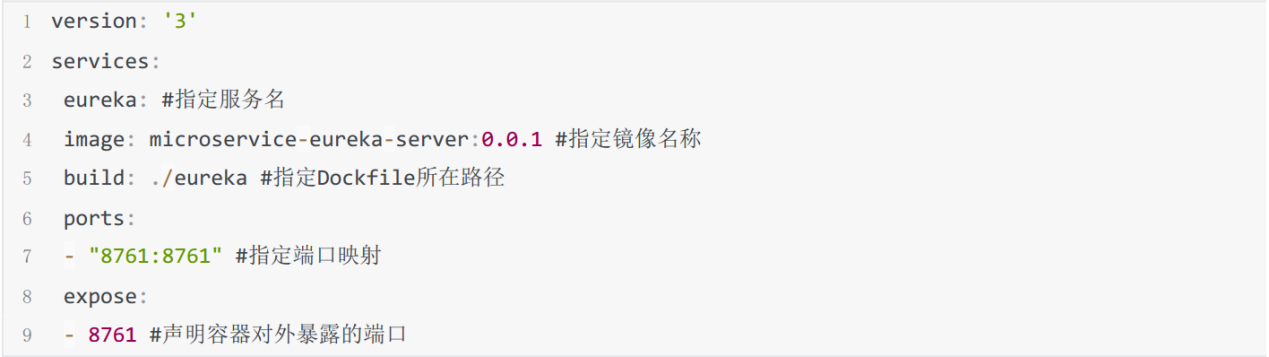 1 version: '3'
2 services:
3 eureka: #指定服务名
4 image: microservice-eureka-server:0.0.1 #指定镜像名称
5 build: ./eureka #指定Dockfile所在路径
6 ports:
7 - "8761:8761" #指定端口映射
8 expose:
9 - 8761 #声明容器对外暴露的端口